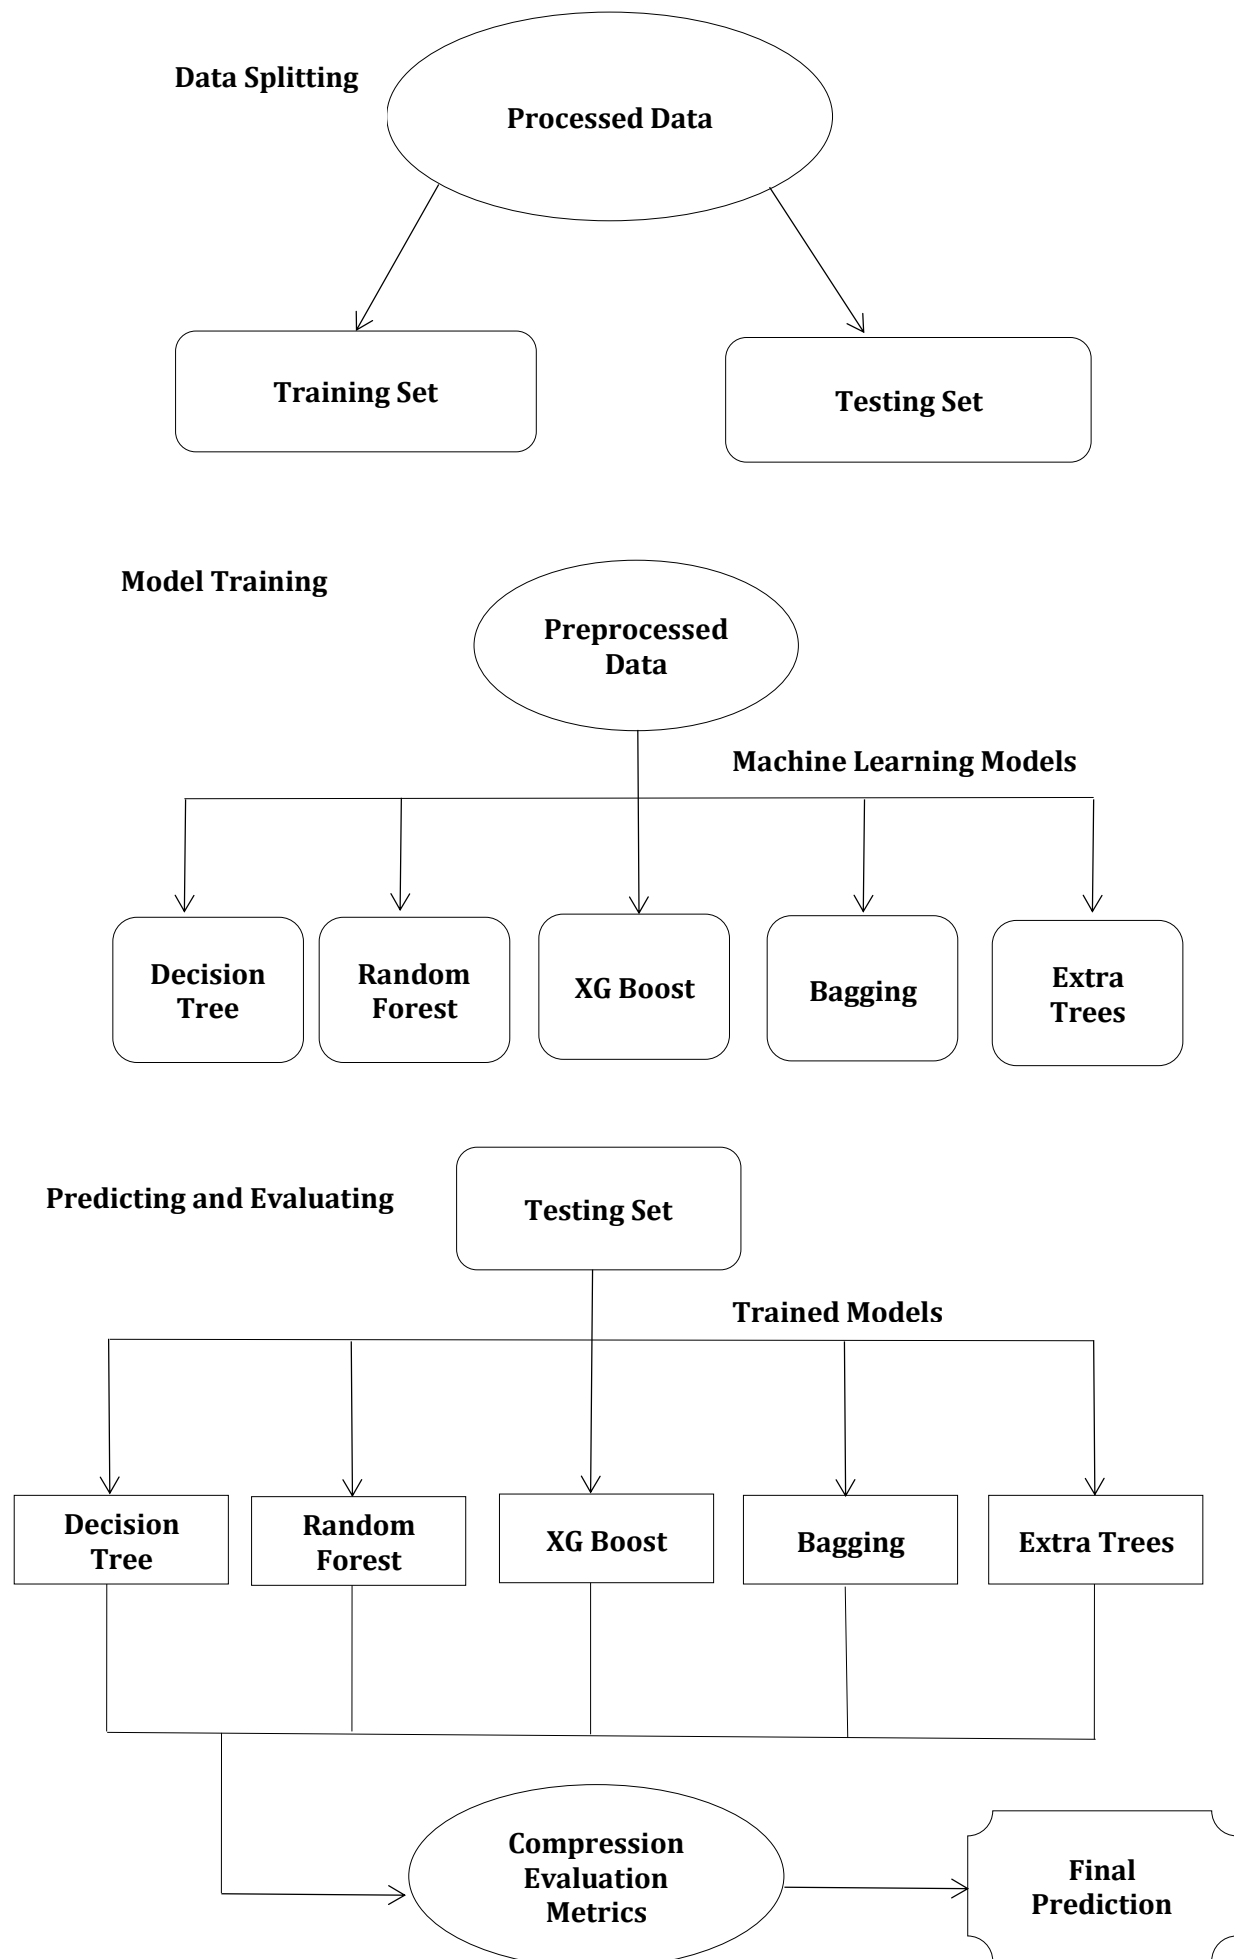 Data Splitting
Processed Data
Training Set
Testing Set
Model Training
Preprocessed
Data
Machine Learning Models
Decision
Tree
Random
Forest
XG Boost
Bagging
Extra
Trees
Testing Set
Predicting and Evaluating
Trained Models
Decision
Tree
Random
Forest
XG Boost
Bagging
Extra Trees
Compression
Evaluation
Metrics
Final
Prediction